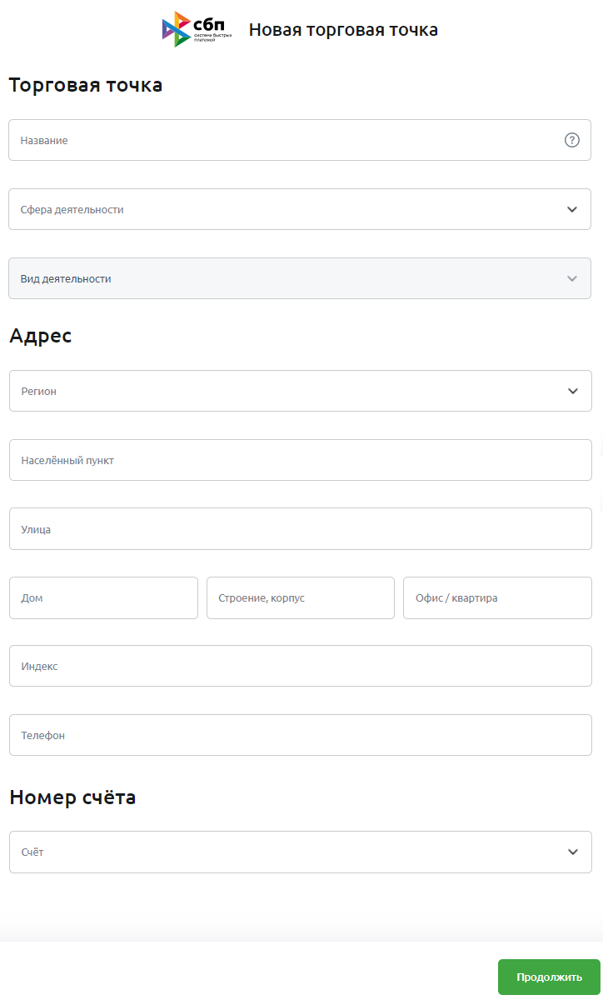 сбп
система быстрых
платежей
Новая торговая точка
Торговая точка
Название
?
Сфера деятельности
Вид деятельности
Адрес
Регион
Населённый пункт
Улица
Дом
Строение, корпус
Офис / квартира
Индекс
Телефон
Номер счёта
Счёт
Продолжить